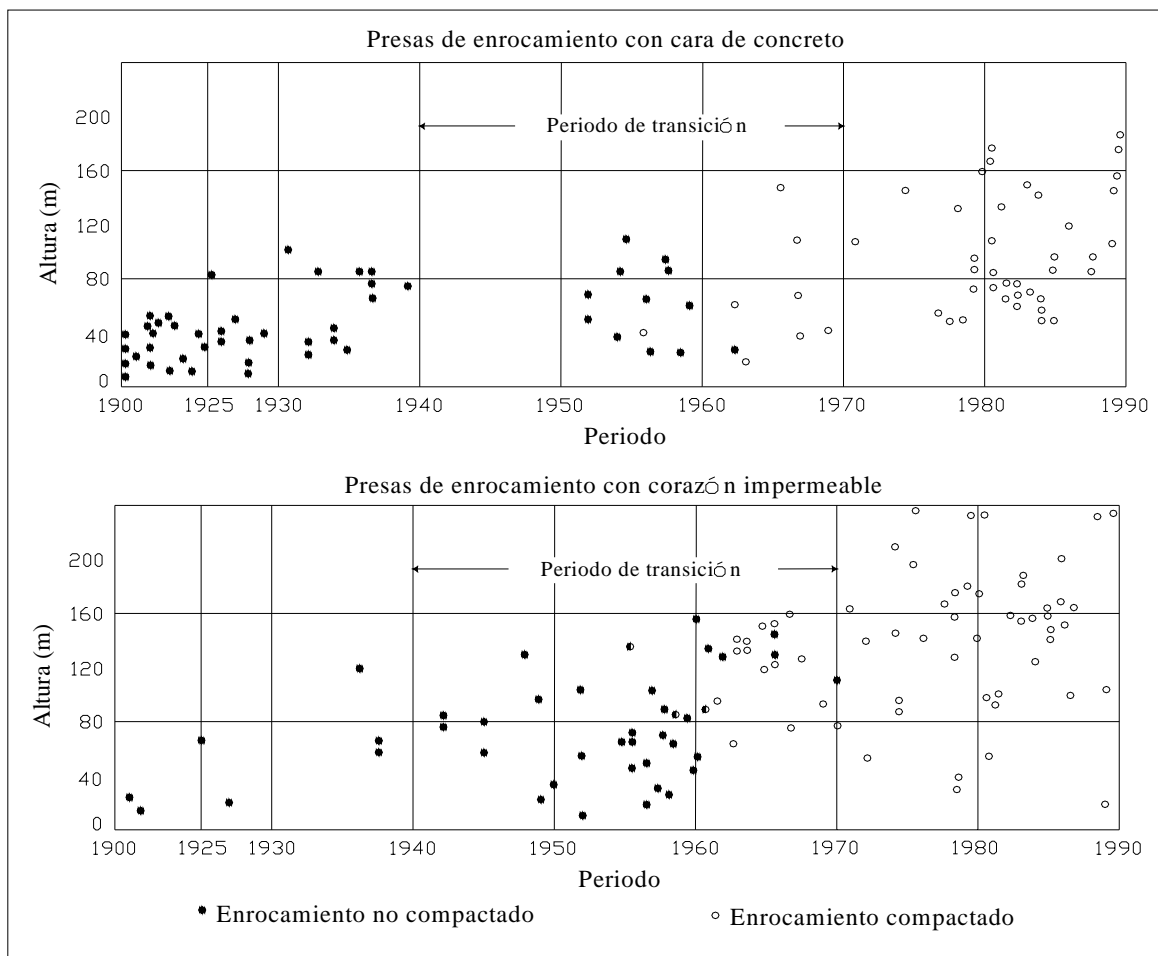 Presas de enrocamiento con cara de concreto
Altura (m)
200
160
120
80
40
0
Periodo de transición
1900 1925 1930 1940 1950 1960 1970 1980 1990
Periodo
Presas de enrocamiento con corazón impermeable
Altura (m)
200
160
120
80
40
0
Periodo de transición
1900 1925 1930 1940 1950 1960 1970 1980 1990
Periodo
Enrocamiento no compactado
Enrocamiento compactado